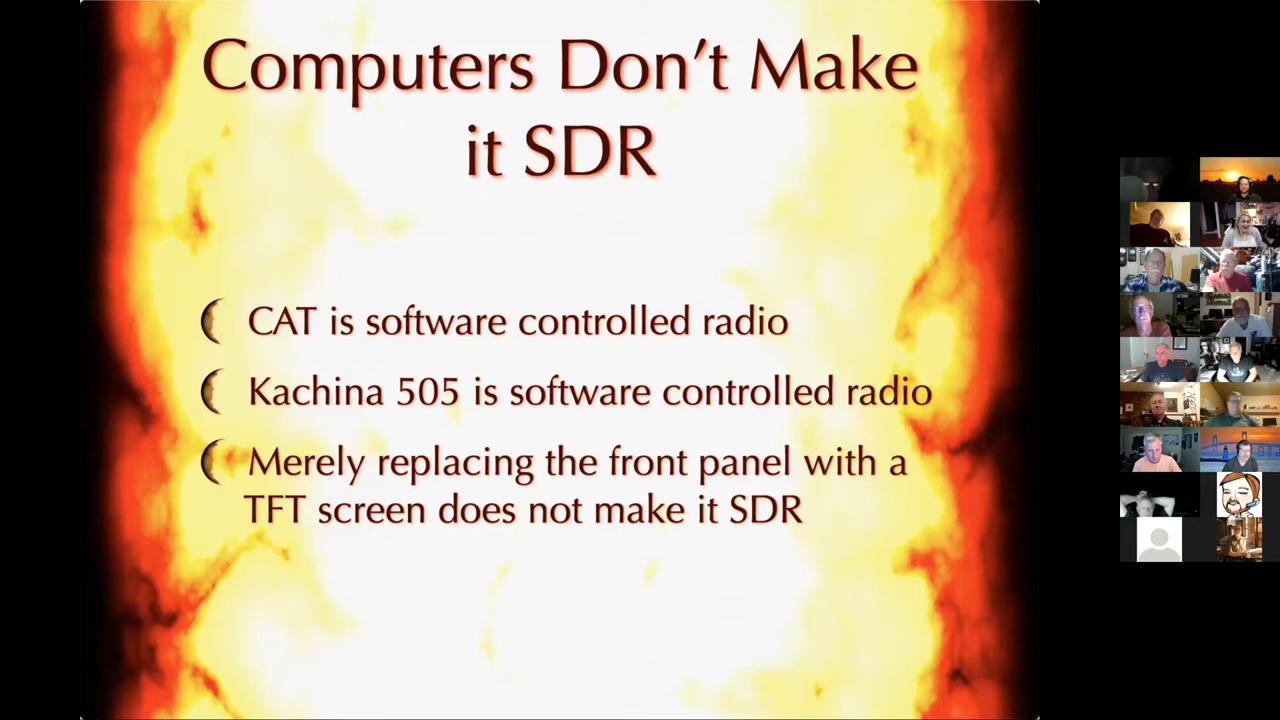 Computers Don’t Make
it SDR
CAT is software controlled radio
Kachina 505 is software controlled radio
Merely replacing the front panel with a
TFT screen does not make it SDR